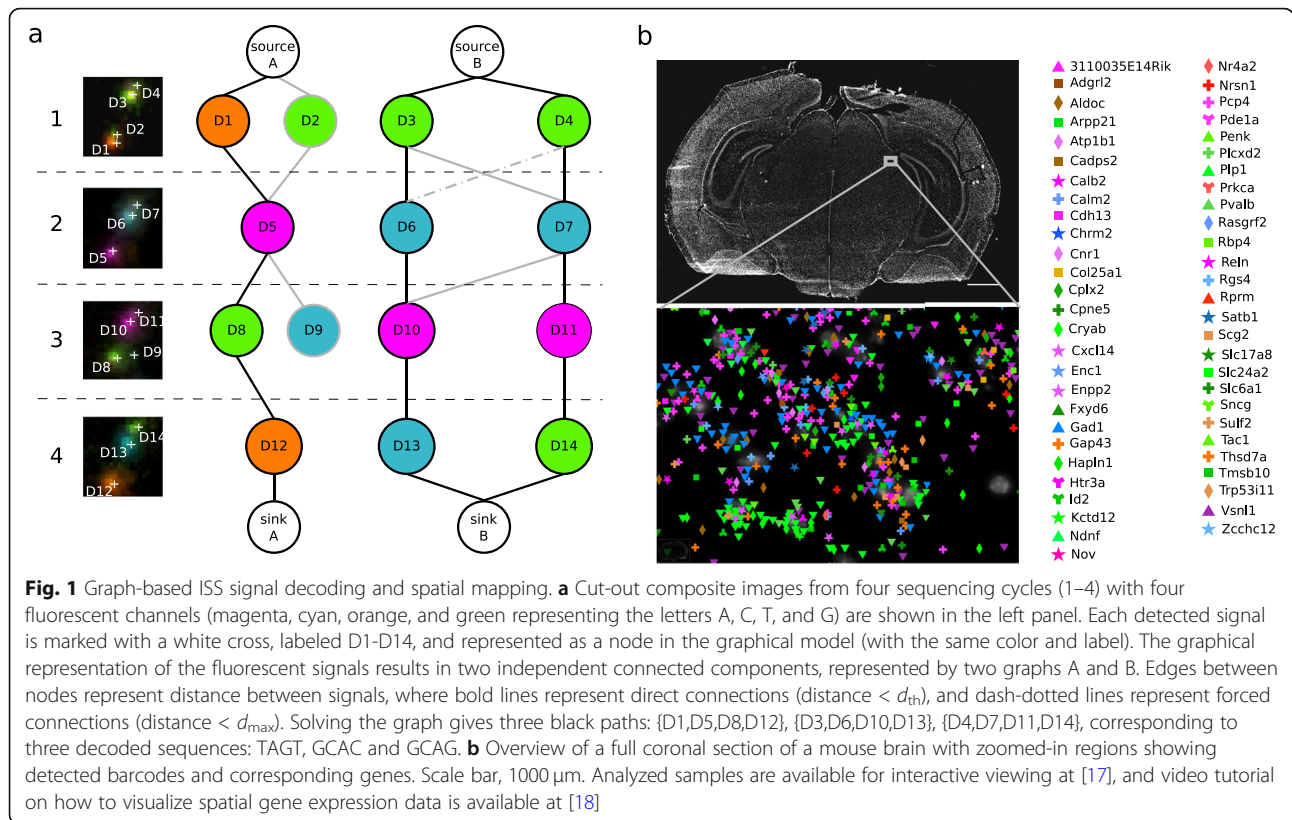 a
source
A
source
B
1
D3
D4
D2
D1
D1
D2
D3
D4
2
D7
D6
D5
D5
D6
D7
3
D10
D11
D9
D8
D8
D9
D10
D11
4
D14
D13
D12
D12
D13
D14
sink
A
sink
B
b
3110035E14Rik
Adgrl2
Aldoc
Arpp21
Atp1b1
Cadps2
Calb2
Calm2
Cdh13
Chrm2
Cnr1
Col25a1
Cplx2
Cpne5
Cryab
Cxcl14
Enc1
Enpp2
Fxyd6
Gad1
Gap43
Hapln1
Htr3a
Id2
Kctd12
Ndnf
Nov
Nr4a2
Nrsn1
Pcp4
Pde1a
Penk
Plcxd2
Plp1
Prkca
Pvalb
Rasgrf2
Rbp4
Reln
Rgs4
Rprm
Satb1
Scg2
Slc17a8
Slc24a2
Slc6a1
Sncg
Sulf2
Tac1
Thsd7a
Tmsb10
Trp53i11
Vsnl1
Zcchc12
Fig. 1 Graph-based ISS signal decoding and spatial mapping. a Cut-out composite images from four sequencing cycles (1–4) with four
fluorescent channels (magenta, cyan, orange, and green representing the letters A, C, T, and G) are shown in the left panel. Each detected signal
is marked with a white cross, labeled D1-D14, and represented as a node in the graphical model (with the same color and label). The graphical
representation of the fluorescent signals results in two independent connected components, represented by two graphs A and B. Edges between
nodes represent distance between signals, where bold lines represent direct connections (distance < dth), and dash-dotted lines represent forced
connections (distance < dmax). Solving the graph gives three black paths: {D1,D5,D8,D12}, {D3,D6,D10,D13}, {D4,D7,D11,D14}, corresponding to
three decoded sequences: TAGT, GCAC and GCAG. b Overview of a full coronal section of a mouse brain with zoomed-in regions showing
detected barcodes and corresponding genes. Scale bar, 1000 μm. Analyzed samples are available for interactive viewing at [17], and video tutorial
on how to visualize spatial gene expression data is available at [18]